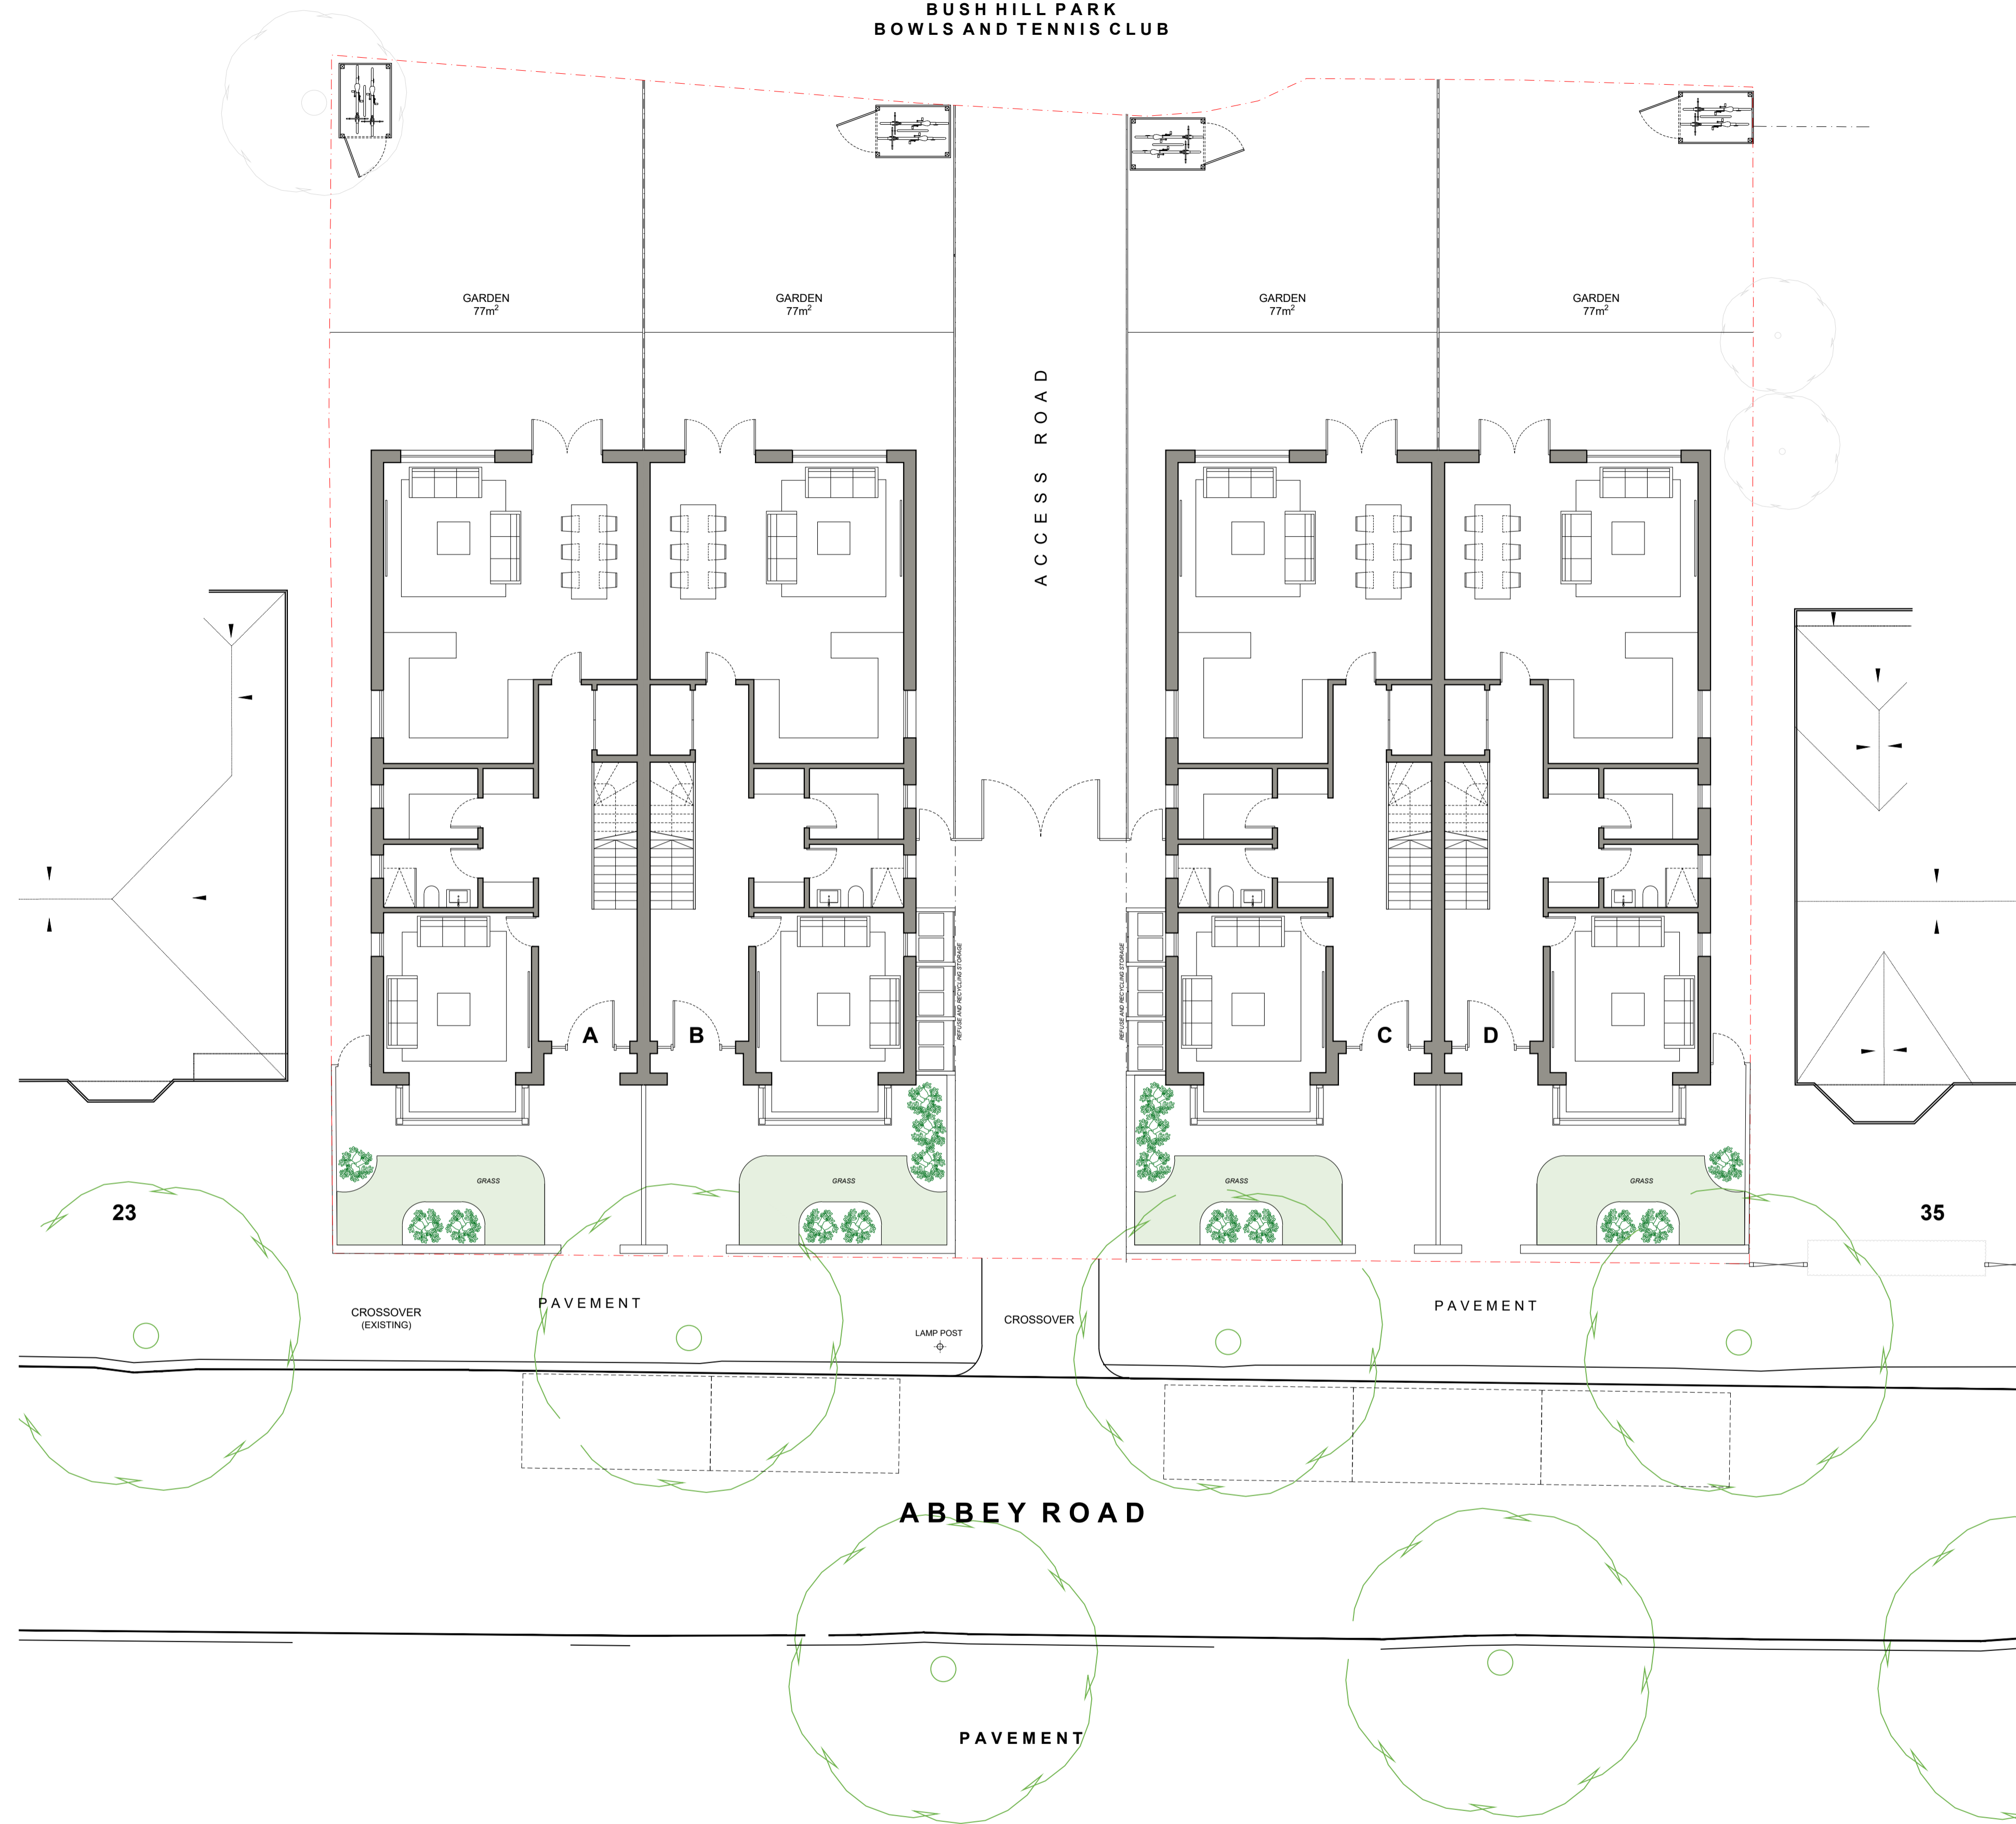 BUSH HILL PARK
BOWLS AND TENNIS CLUB
GARDEN
77m²
GARDEN
77m²
GARDEN
77m²
GARDEN
77m²
ACCESS ROAD
REFUSE AND RECYCLING STORAGE
REFUSE AND RECYCLING STORAGE
A
B
C
D
GRASS
GRASS
GRASS
GRASS
23
35
CROSSOVER
(EXISTING)
PAVEMENT
LAMP POST
CROSSOVER
PAVEMENT
ABBEY ROAD
PAVEMENT